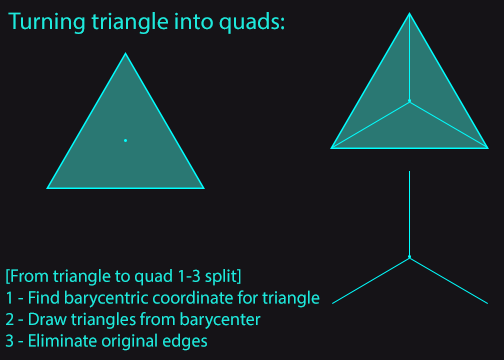 Turning triangle into quads:
[From triangle to quad 1-3 split]
1 - Find barycentric coordinate for triangle
2 - Draw triangles from barycenter
3 - Eliminate original edges